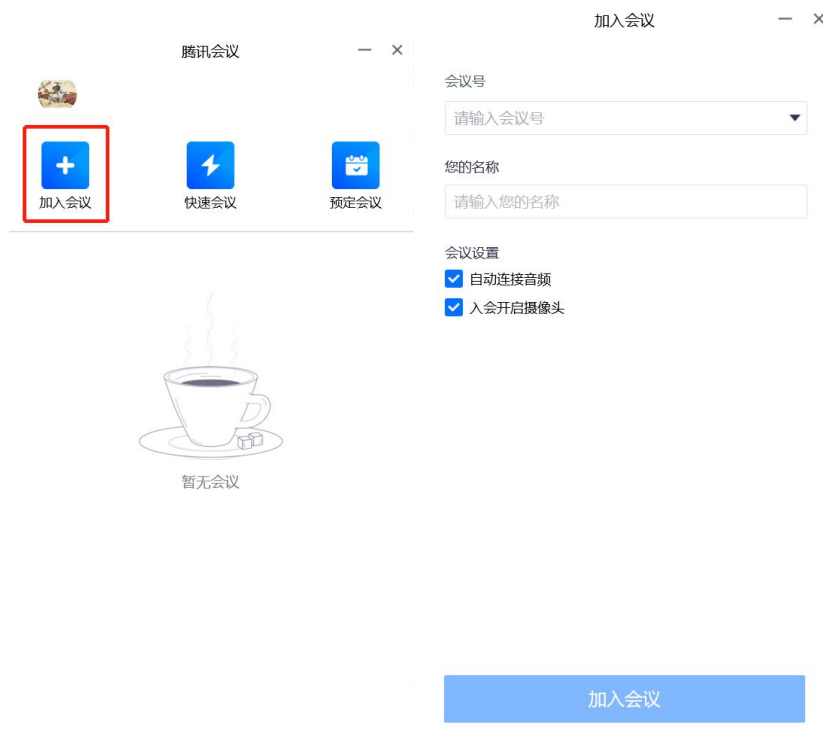 腾讯会议
加入会议
快速会议
预定会议
暂无会议
加入会议
会议号
请输入会议号
您的名称
请输入您的名称
会议设置
自动连接音频
入会开启摄像头
加入会议